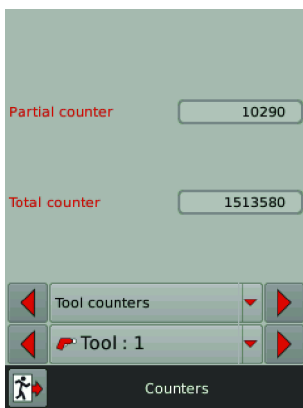 Partial counter 10290
Total counter 1513580
Tool counters
Tool : 1
Counters